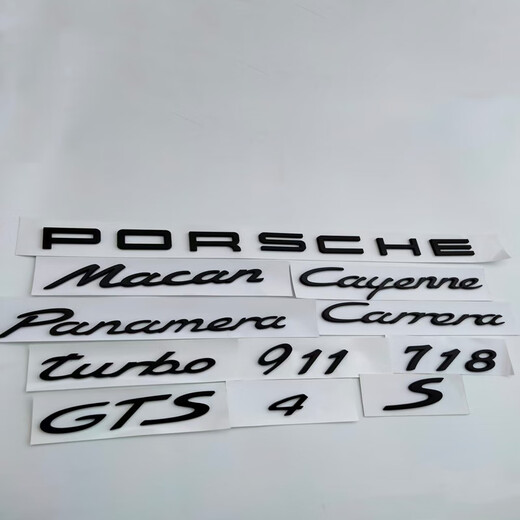 PORSCHE
Macan Cayenne
Panamera Carrera
turbo 911 718
GTS 4 S